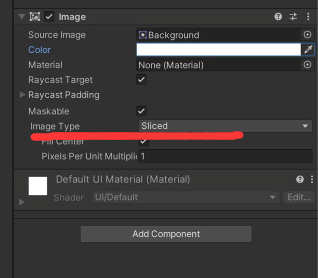 Image
Source Image Background
Color
Material None (Material)
Raycast Target
Raycast Padding
Maskable
Image Type Sliced
Fill Center
Pixels Per Unit Multipli 1
Default UI Material (Material)
Shader UI/Default Edit...
Add Component